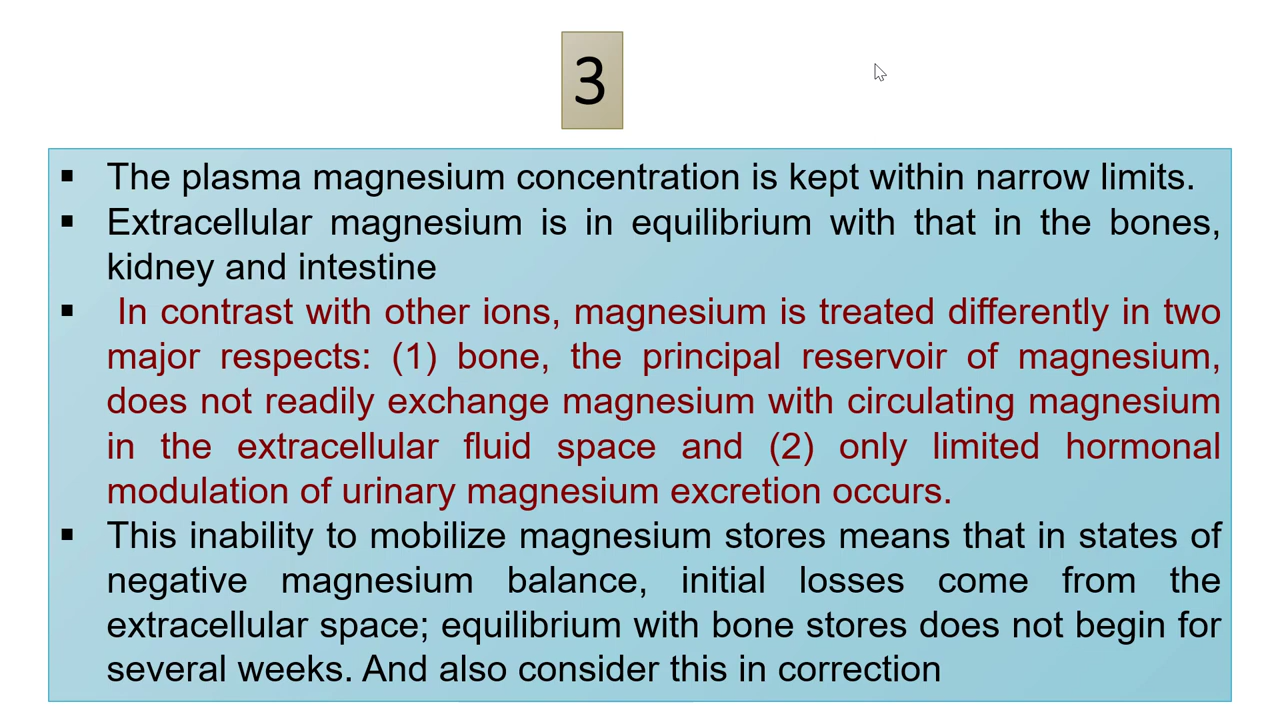 3
▪ The plasma magnesium concentration is kept within narrow limits.
▪ Extracellular magnesium is in equilibrium with that in the bones,
kidney and intestine
▪ In contrast with other ions, magnesium is treated differently in two
major respects: (1) bone, the principal reservoir of magnesium,
does not readily exchange magnesium with circulating magnesium
in the extracellular fluid space and (2) only limited hormonal
modulation of urinary magnesium excretion occurs.
▪ This inability to mobilize magnesium stores means that in states of
negative magnesium balance, initial losses come from the
extracellular space; equilibrium with bone stores does not begin for
several weeks. And also consider this in correction